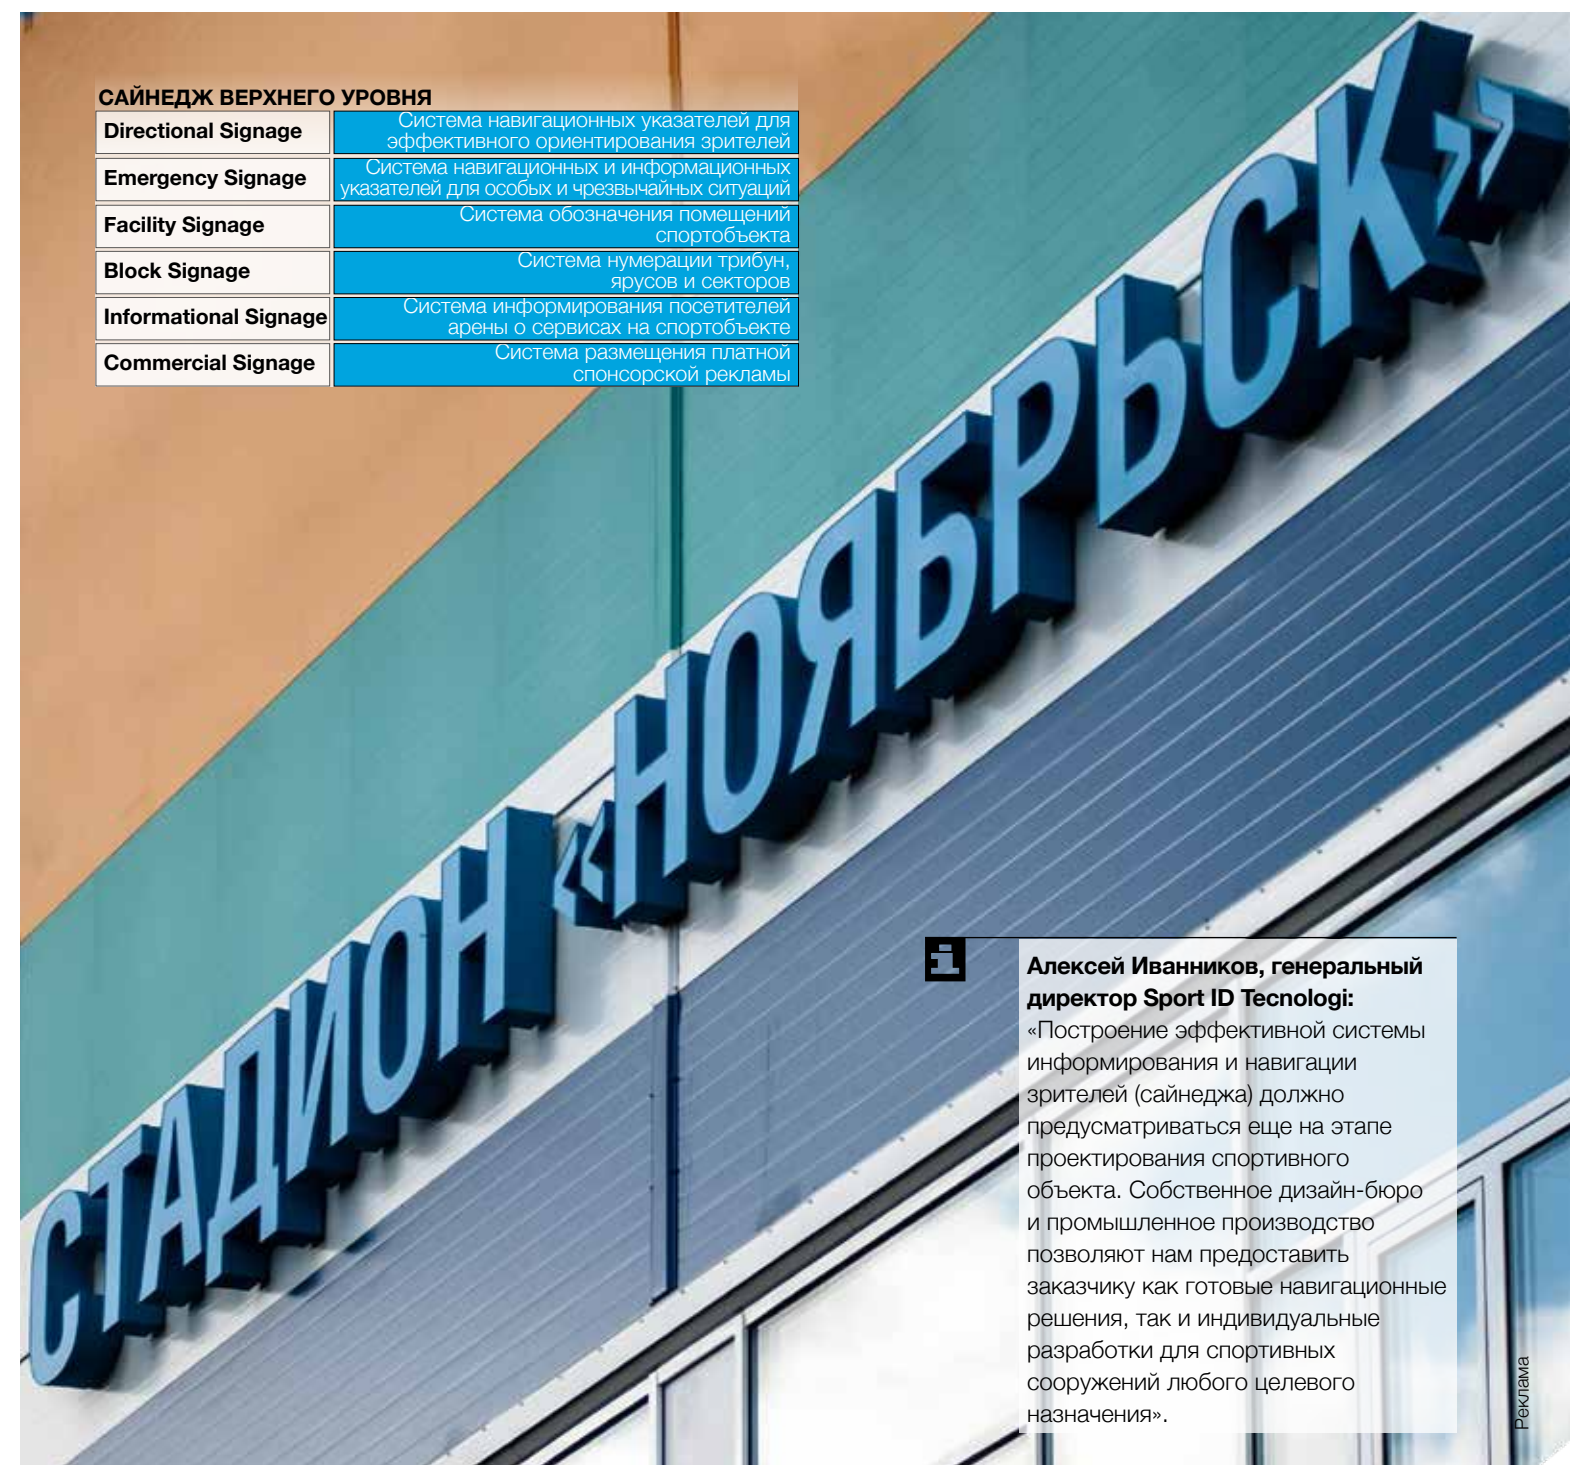 САЙНЕДЖ ВЕРХНЕГО УРОВНЯ
Directional Signage
Система навигационных указателей для
эффективного ориентирования зрителей
Emergency Signage
Система навигационных и информационных
указателей для особых и чрезвычайных ситуаций
Facility Signage
Система обозначения помещений
спортобъекта
Block Signage
Система нумерации трибун,
ярусов и секторов
Informational Signage
Система информирования посетителей
арены о сервисах на спортобъекте
Commercial Signage
Система размещения платной
спонсорской рекламы
СТАДИОН «НОЯБРЬСК»
i
Алексей Иванников, генеральный
директор Sport ID Tecnologi:
«Построение эффективной системы
информирования и навигации
зрителей (сайнеджа) должно
предусматриваться еще на этапе
проектирования спортивного
объекта. Собственное дизайн-бюро
и промышленное производство
позволяют нам предоставить
заказчику как готовые навигационные
решения, так и индивидуальные
разработки для спортивных
сооружений любого целевого
назначения».
Реклама